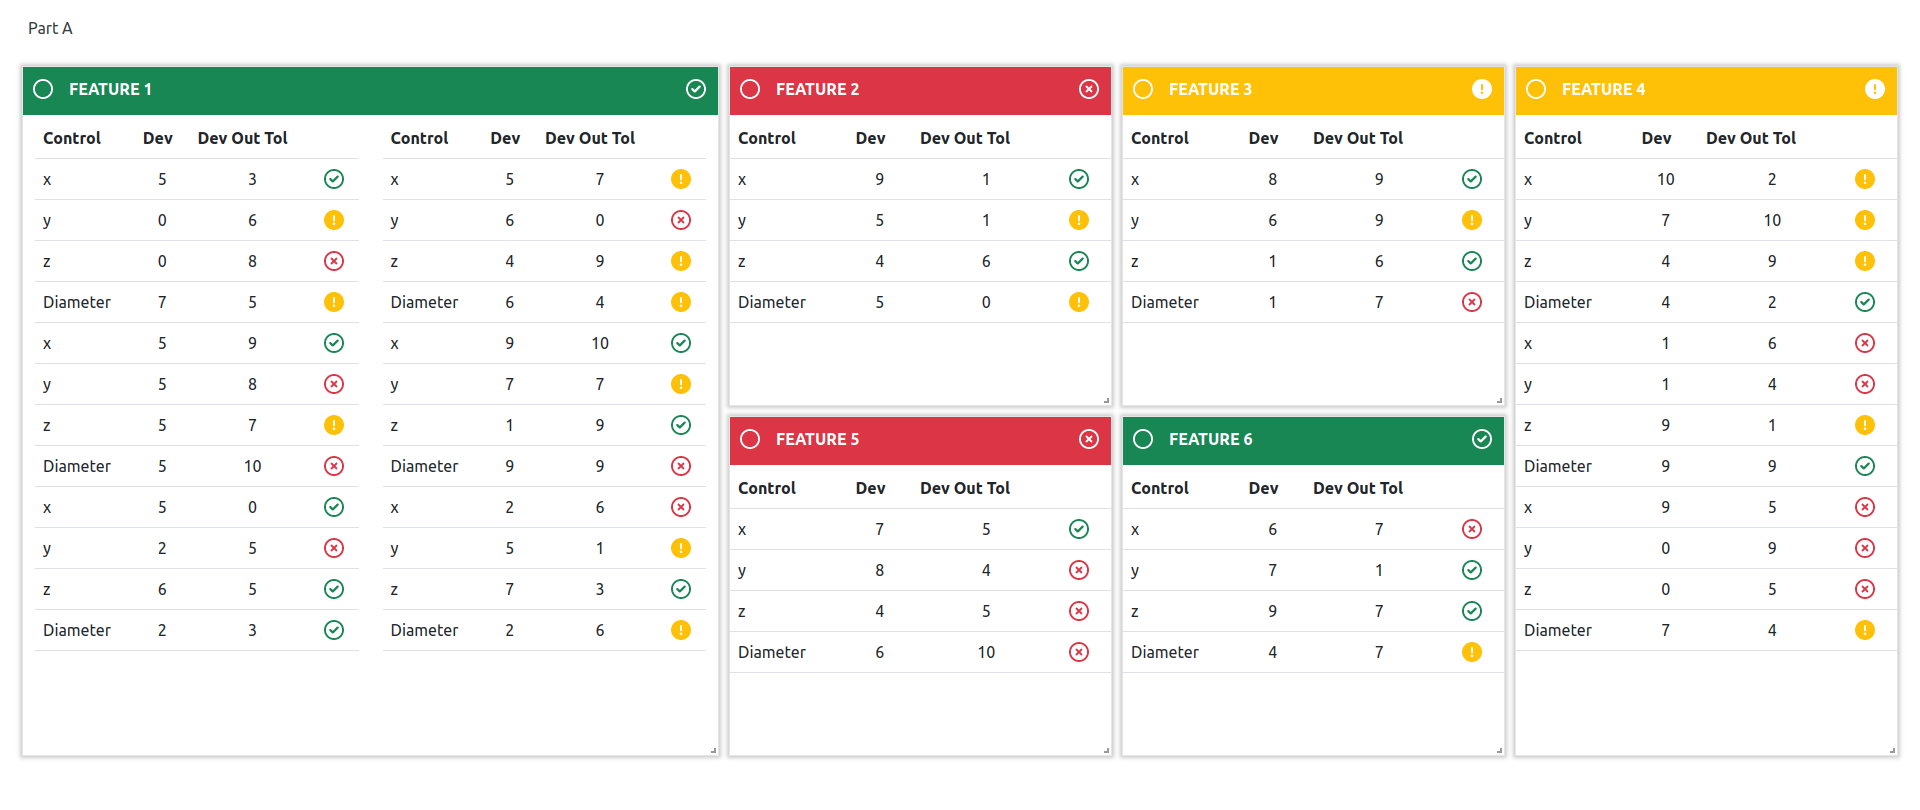 Part A
FEATURE 1
Control Dev Dev Out Tol
x 5 3
y 0 6
z 0 8
Diameter 7 5
x 5 9
y 5 8
z 5 7
Diameter 5 10
x 5 0
y 2 5
z 6 5
Diameter 2 3
Control Dev Dev Out Tol
x 5 7
y 6 0
z 4 9
Diameter 6 4
x 9 10
y 7 7
z 1 9
Diameter 9 9
x 2 6
y 5 1
z 7 3
Diameter 2 6
FEATURE 2
Control Dev Dev Out Tol
x 9 1
y 5 1
z 4 6
Diameter 5 0
FEATURE 3
Control Dev Dev Out Tol
x 8 9
y 6 9
z 1 6
Diameter 1 7
FEATURE 4
Control Dev Dev Out Tol
x 10 2
y 7 10
z 4 9
Diameter 4 2
x 1 6
y 1 4
z 9 1
Diameter 9 9
x 9 5
y 0 9
z 0 5
Diameter 7 4
FEATURE 5
Control Dev Dev Out Tol
x 7 5
y 8 4
z 4 5
Diameter 6 10
FEATURE 6
Control Dev Dev Out Tol
x 6 7
y 7 1
z 9 7
Diameter 4 7